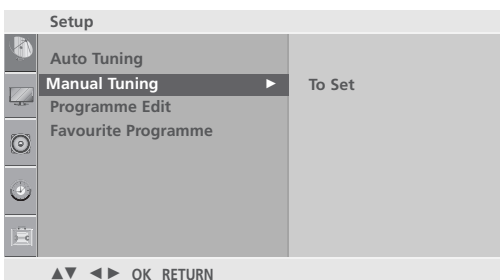 Setup
Auto Tuning
Manual Tuning ► To Set
Programme Edit
Favourite Programme
▲▼ ◄► OK RETURN